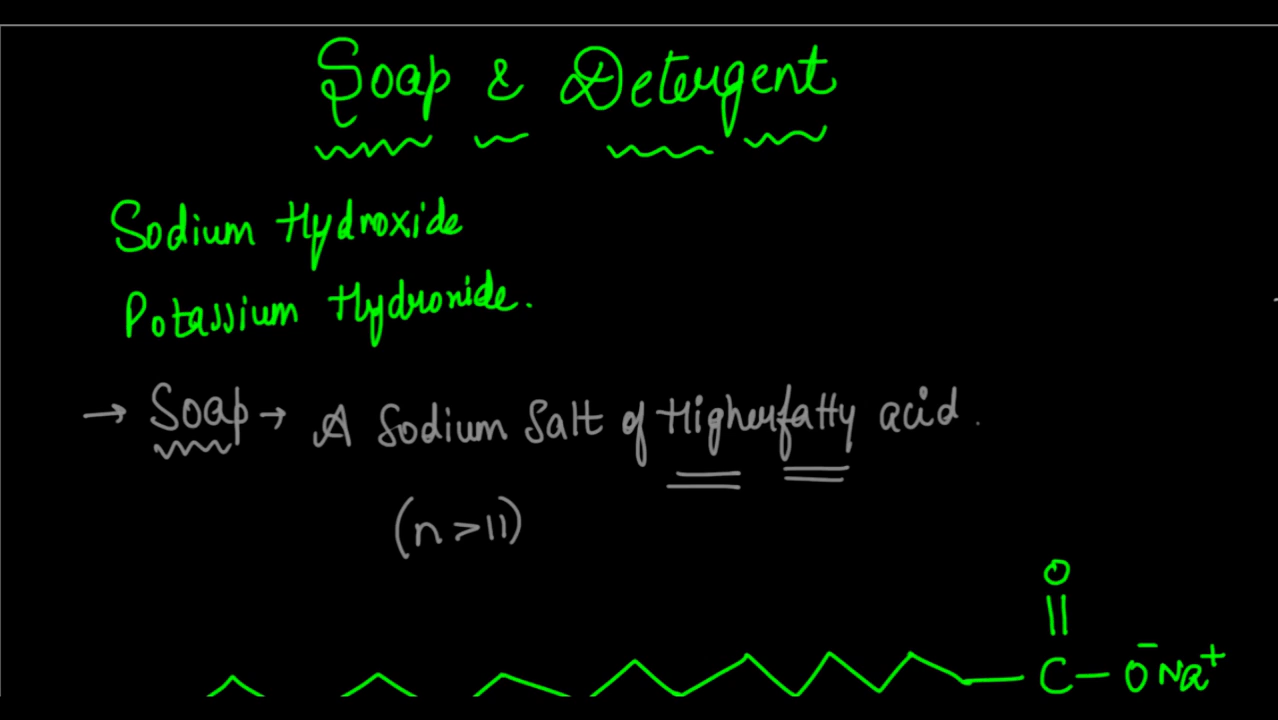 Soap & Detergent
Sodium Hydroxide
Potassium Hydroxide.
→ Soap → A Sodium Salt of Higher fatty acid.
(n > 11)
O
||
C – O⁻Na⁺